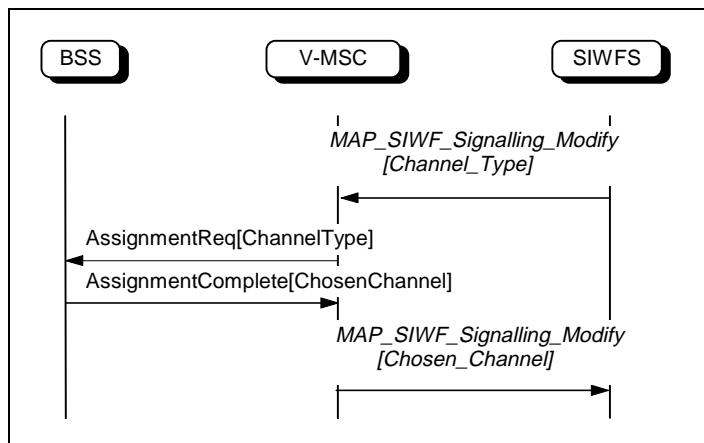 BSS
V-MSC
SIWFS
MAP_SIWF_Signalling_Modify
[Channel_Type]
AssignmentReq[ChannelType]
AssignmentComplete[ChosenChannel]
MAP_SIWF_Signalling_Modify
[Chosen_Channel]